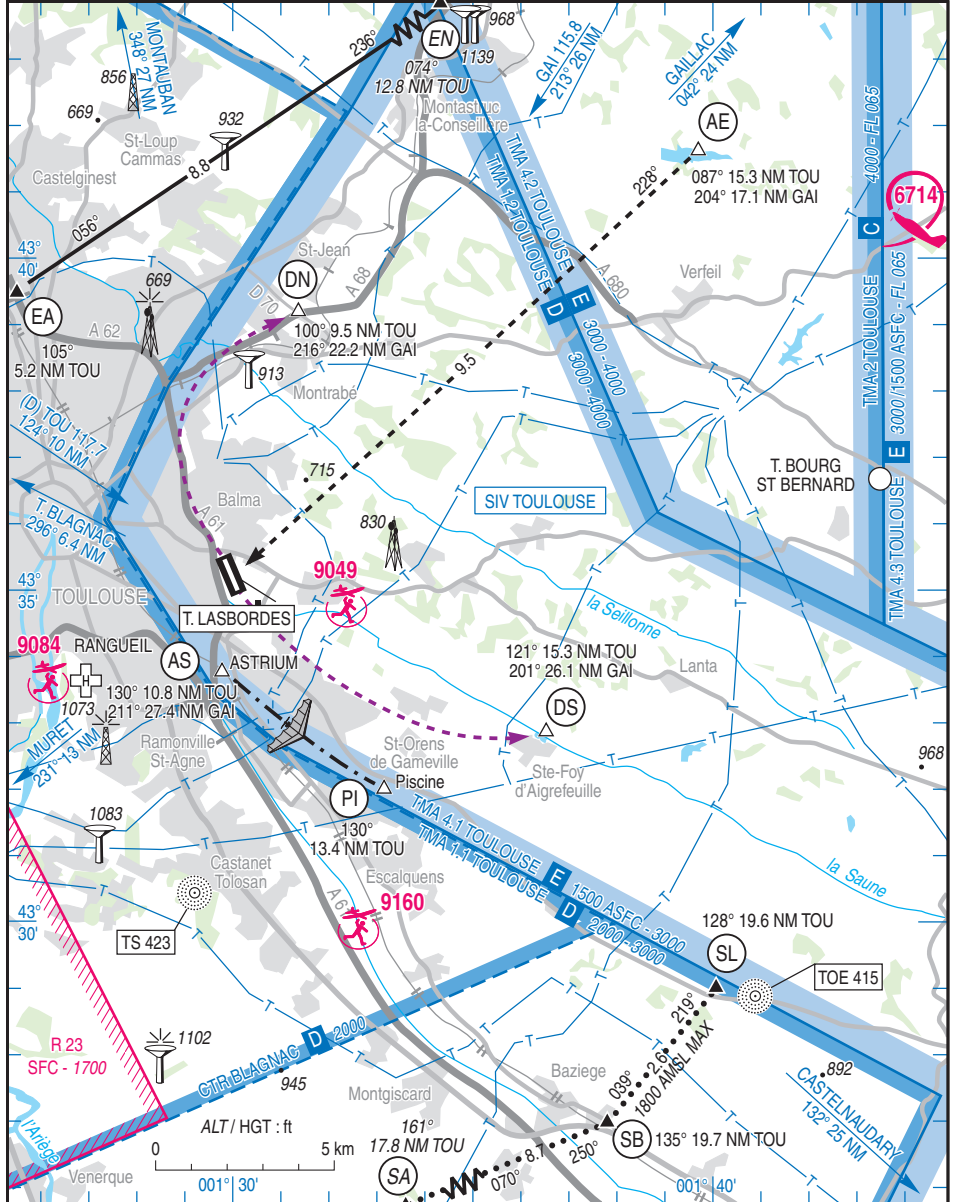 MONTAUBAN
348° 27 NM
236°
EN
968
1139
074°
12.8 NM TOU
GAI 115.8
213° 26 NM
GAILLAC
042° 24 NM
856
669
932
St-Loup
Cammas
Montastruc
la-Conseillère
AE
087° 15.3 NM TOU
204° 17.1 NM GAI
4000 - FL 065
6714
Castelginest
8.8
056°
228°
TMA 4.2 TOULOUSE
TMA 1.2 TOULOUSE
C
43°
40'
St-Jean
DN
A 68
A 680
Verfeil
669
D 70
E
D
3000-4000
3000-4000
EA
A 62
105°
5.2 NM TOU
100° 9.5 NM TOU
216° 22.2 NM GAI
913
Montrabé
9.5
TMA 2 TOULOUSE
3000 /1500 ASFC - FL 065
E
TMA 4.3 TOULOUSE
(D) TOU 117.7
124° 10 NM
T. BLAGNAC
296° 6.4 NM
715
Balma
A 61
830
SIV TOULOUSE
T. BOURG
ST BERNARD
43°
35'
TOULOUSE
T. LASBORDES
9049
la Seillonne
9084
RANGUEIL
H
AS
ASTRIUM
130° 10.8 NM TOU
211° 27.4 NM GAI
1073
121° 15.3 NM TOU
201° 26.1 NM GAI
DS
Lanta
MURET
231° 13 NM
Ramonville
St-Agne
St-Orens
de Gameville
Ste-Foy
d'Aigrefeuille
968
Piscine
PI
130°
13.4 NM TOU
1083
TMA 4.1 TOULOUSE
TMA 1.1 TOULOUSE
E
D
1500 ASFC - 3000
2000 - 3000
Castanet
Tolosan
Escalquens
la Saune
9160
A 61
43°
30'
TS 423
128° 19.6 NM TOU
SL
TOE 415
R 23
SFC - 1700
1102
CTR BLAGNAC
D
2000
945
219°
2.6
039°
1800 AMSL MAX
Baziege
892
CASTELNAUDARY
132° 25 NM
Montgiscard
ALT / HGT : ft
0
5 km
161°
17.8 NM TOU
SA
070°
8.7
250°
SB
135° 19.7 NM TOU
l'Ariège
Venerque
001° 30'
001° 40'